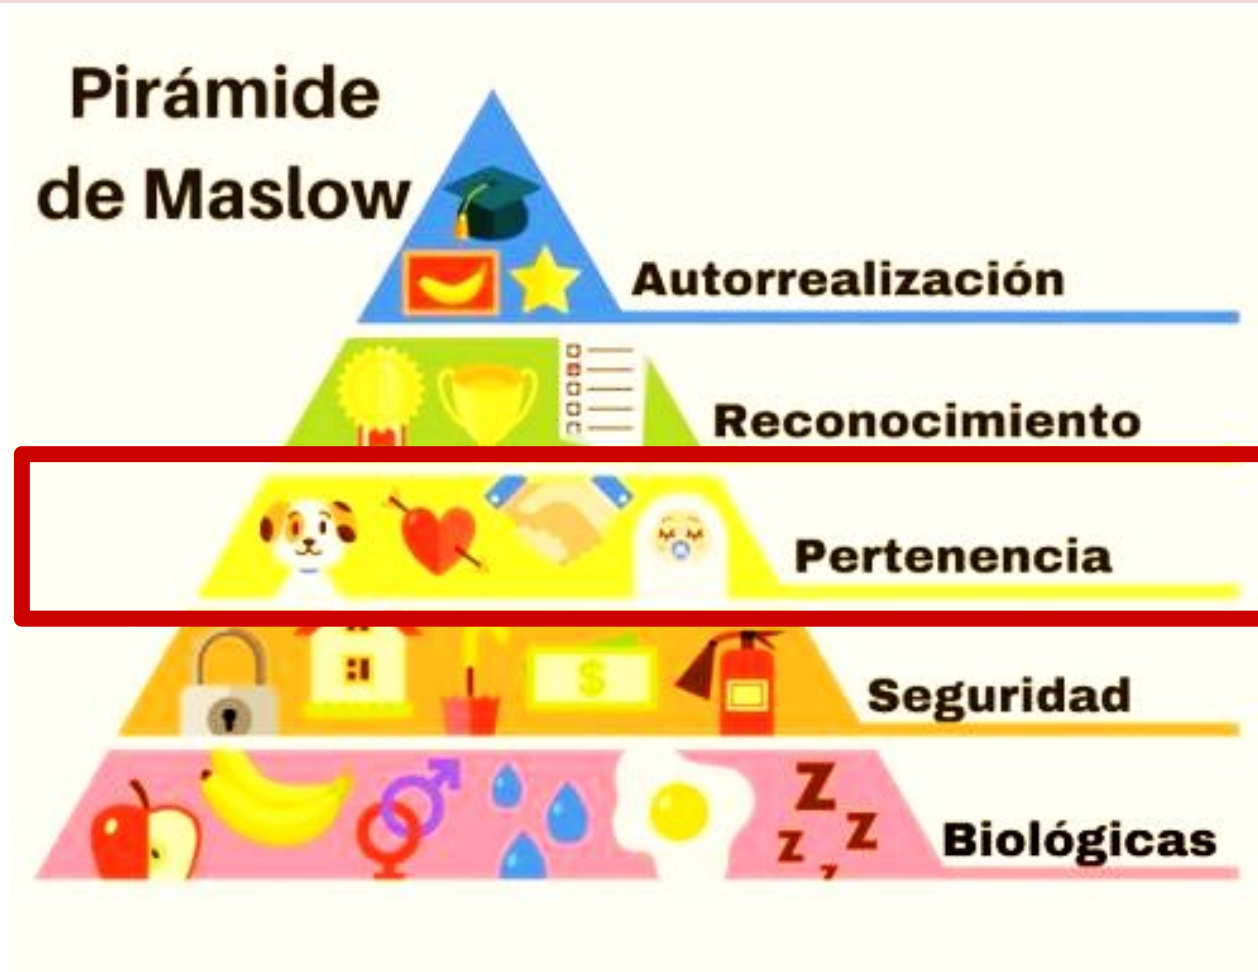 Pirámide
de Maslow
Autorrealización
Reconocimiento
Pertenencia
$
Seguridad
Z
Z Z
z
Biológicas